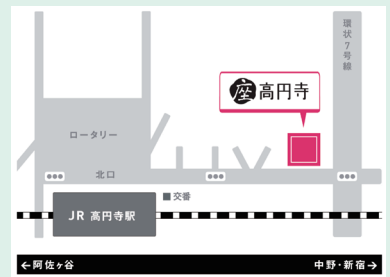 環状7号線
座高円寺
ロータリー
北口
交番
JR 高円寺駅
←阿佐ヶ谷
中野・新宿→